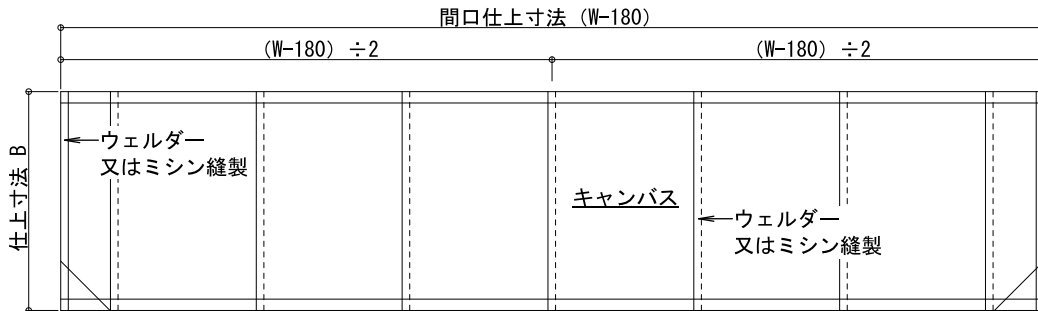 間口仕上寸法 (W-180)
(W-180) ÷2
(W-180) ÷2
仕上寸法 B
ウェルダー
又はミシン縫製
キャンバス
ウェルダー
又はミシン縫製